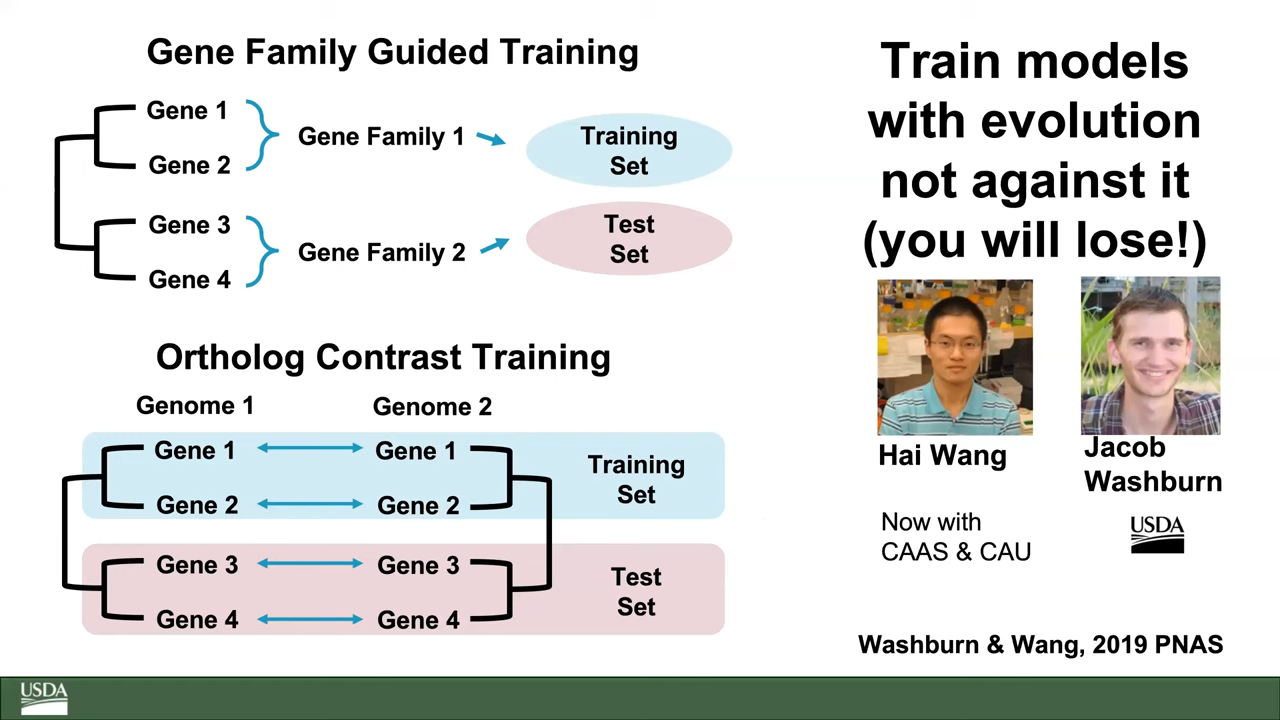 Gene Family Guided Training
Gene 1
Gene 2
Gene Family 1
Training
Set
Gene 3
Gene 4
Gene Family 2
Test
Set
Ortholog Contrast Training
Genome 1
Genome 2
Gene 1
Gene 1
Gene 2
Gene 2
Training
Set
Gene 3
Gene 3
Gene 4
Gene 4
Test
Set
Train models
with evolution
not against it
(you will lose!)
Hai Wang
Now with
CAAS & CAU
Jacob
Washburn
USDA
Washburn & Wang, 2019 PNAS
USDA